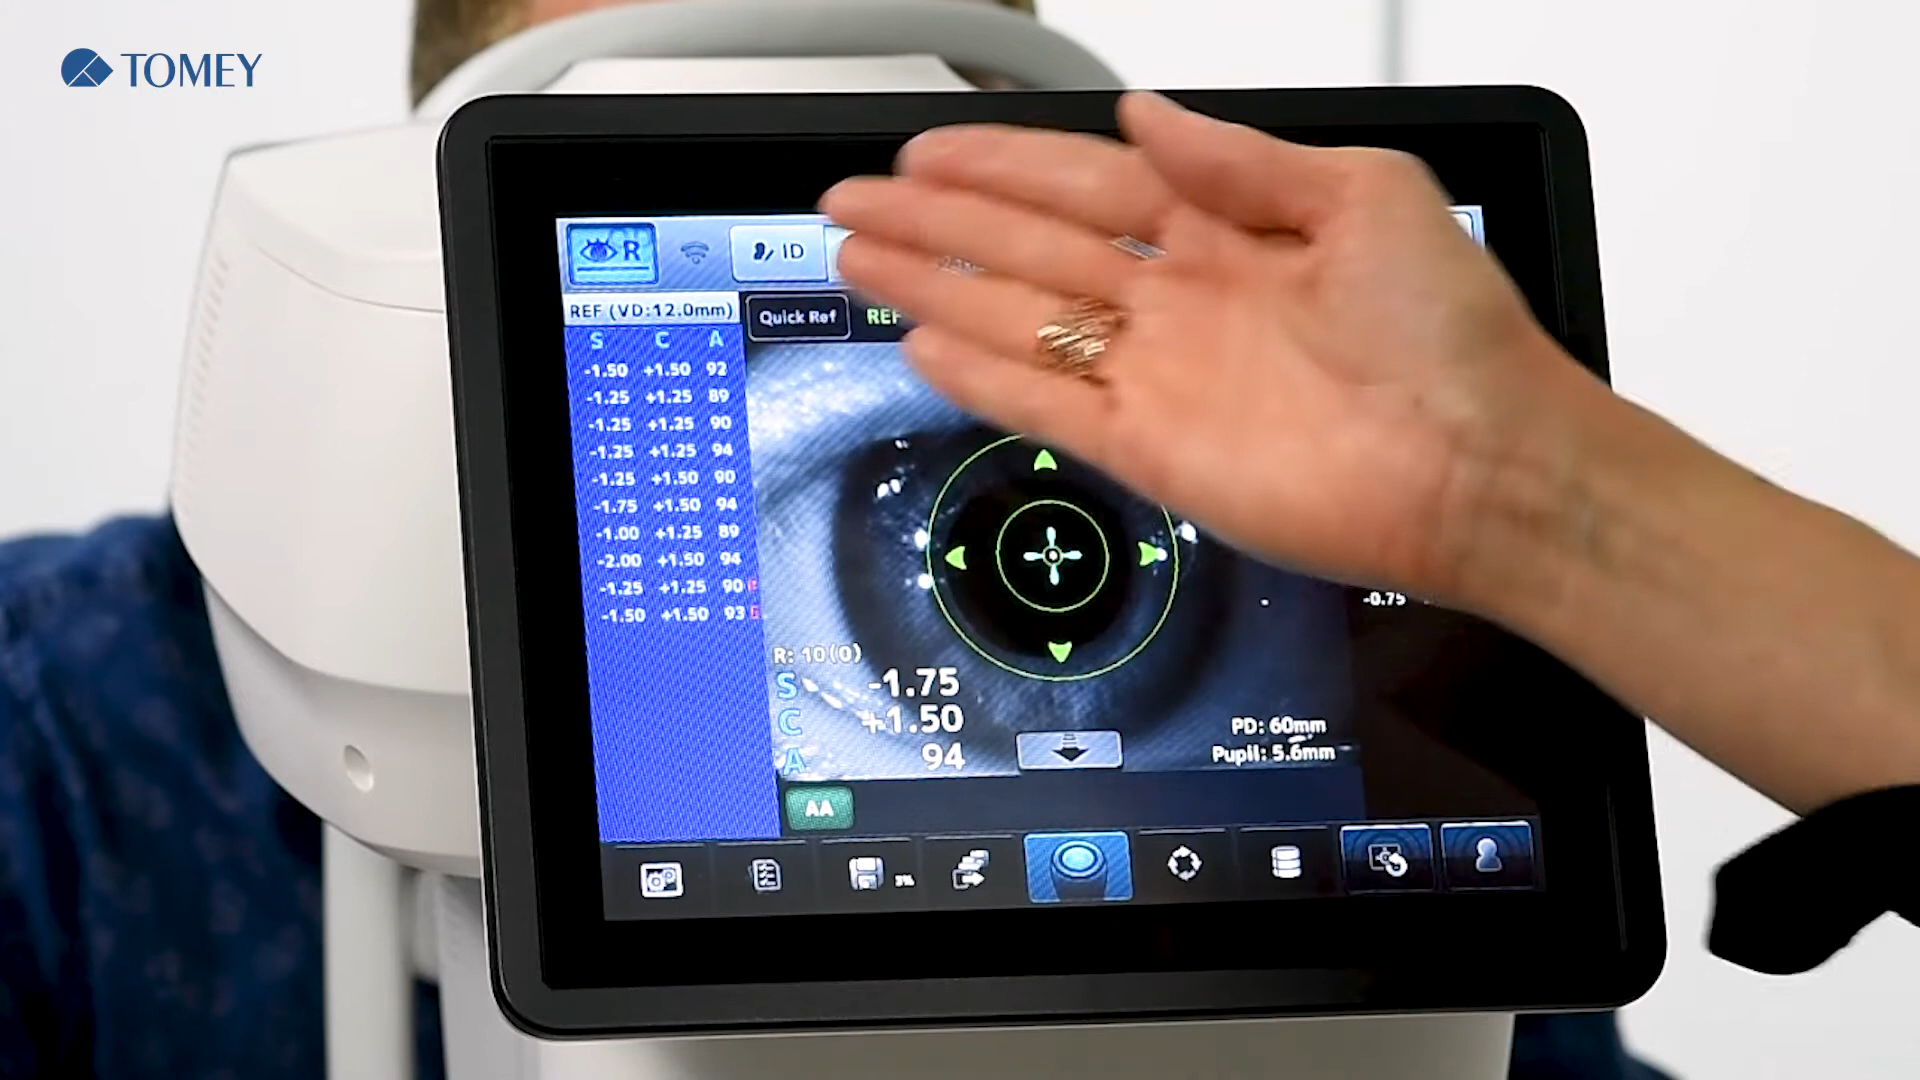 TOMEY
R
ID
REF (VD:12.0mm)
Quick Ref
REF
S C A
-1.50 +1.50 92
-1.25 +1.25 89
-1.25 +1.25 90
-1.25 +1.25 94
-1.25 +1.50 90
-1.75 +1.50 94
-1.00 +1.25 89
-2.00 +1.50 94
-1.25 +1.25 90
-1.50 +1.50 93
-0.75
R: 10(0)
S -1.75
C +1.50
A 94
PD: 60mm
Pupil: 5.6mm
AA